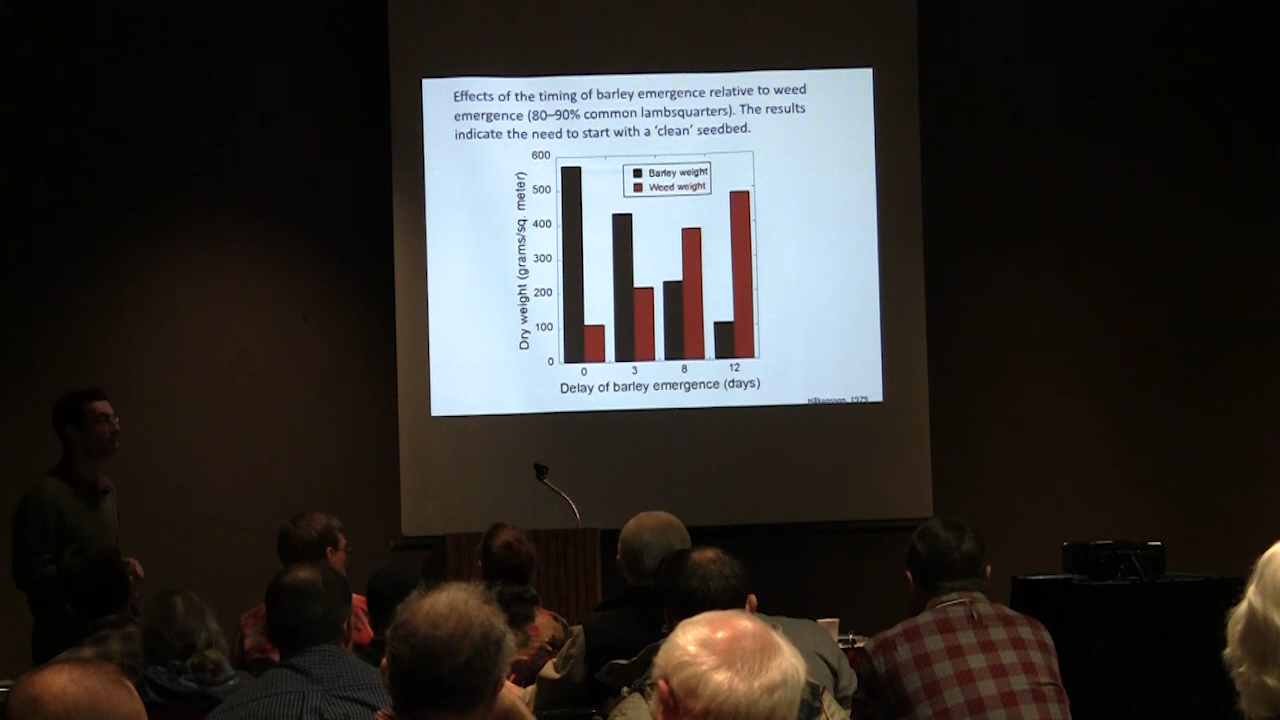 Effects of the timing of barley emergence relative to weed
emergence (80–90% common lambsquarters). The results
indicate the need to start with a ‘clean’ seedbed.
600
500
400
300
200
100
0
Dry weight (grams/sq. meter)
Barley weight
Weed weight
0 3 8 12
Delay of barley emergence (days)
Håkansson, 1979